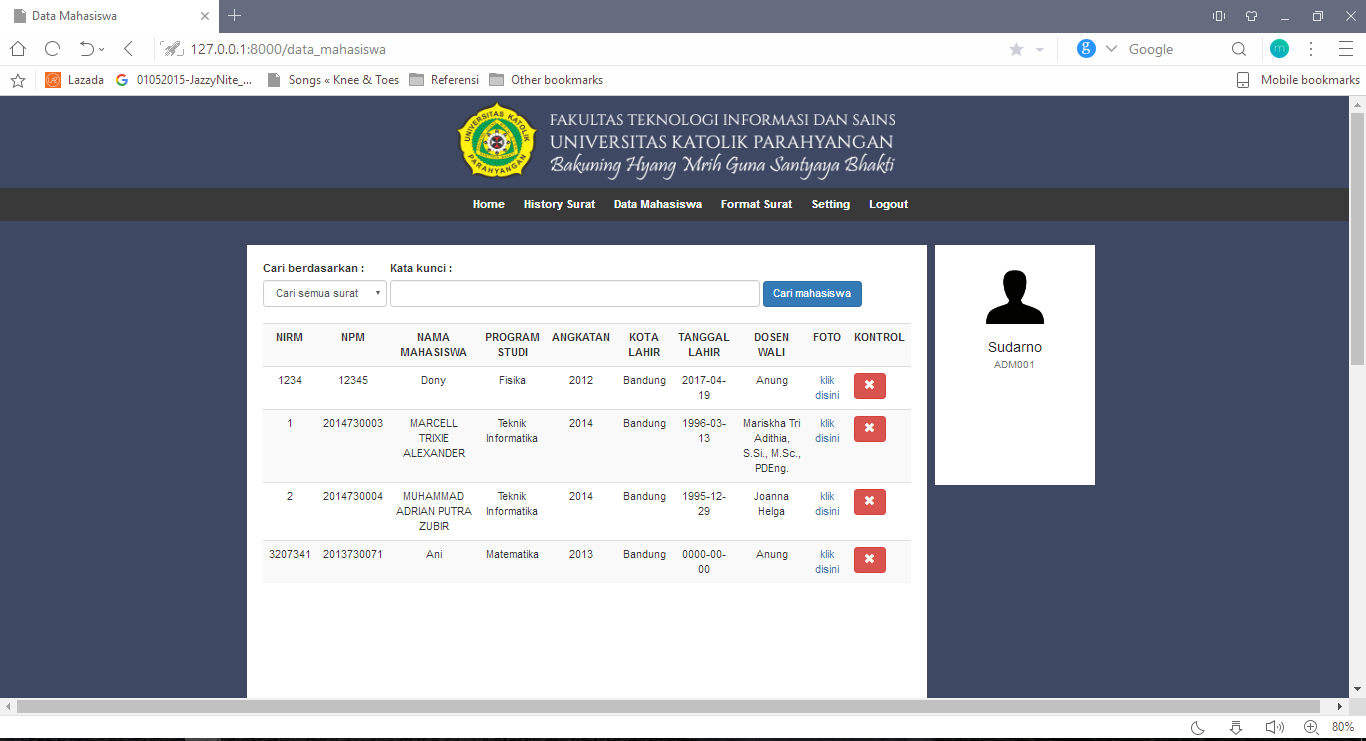 Data Mahasiswa
127.0.0.1:8000/data_mahasiswa
g
Google
m
Lazada
G
01052015-JazzyNite_...
Songs « Knee & Toes
Referensi
Other bookmarks
Mobile bookmarks
UNIVERSITAS KATOLIK
PARAHYANGAN
FAKULTAS TEKNOLOGI INFORMASI DAN SAINS
UNIVERSITAS KATOLIK PARAHYANGAN
Bakuning Hyang Mrih Guna Santyaya Bhakti
Home History Surat Data Mahasiswa Format Surat Setting Logout
Cari berdasarkan : Kata kunci :
Cari semua surat Cari mahasiswa
NIRM NPM NAMA MAHASISWA PROGRAM STUDI ANGKATAN KOTA LAHIR TANGGAL LAHIR DOSEN WALI FOTO KONTROL
1234 12345 Dony Fisika 2012 Bandung 2017-04-19 Anung klik disini
1 2014730003 MARCELL TRIXIE ALEXANDER Teknik Informatika 2014 Bandung 1996-03-13 Mariskha Tri Adithia, S.Si., M.Sc., PDEng. klik disini
2 2014730004 MUHAMMAD ADRIAN PUTRA ZUBIR Teknik Informatika 2014 Bandung 1995-12-29 Joanna Helga klik disini
3207341 2013730071 Ani Matematika 2013 Bandung 0000-00-00 Anung klik disini
Sudarno
ADM001
80%